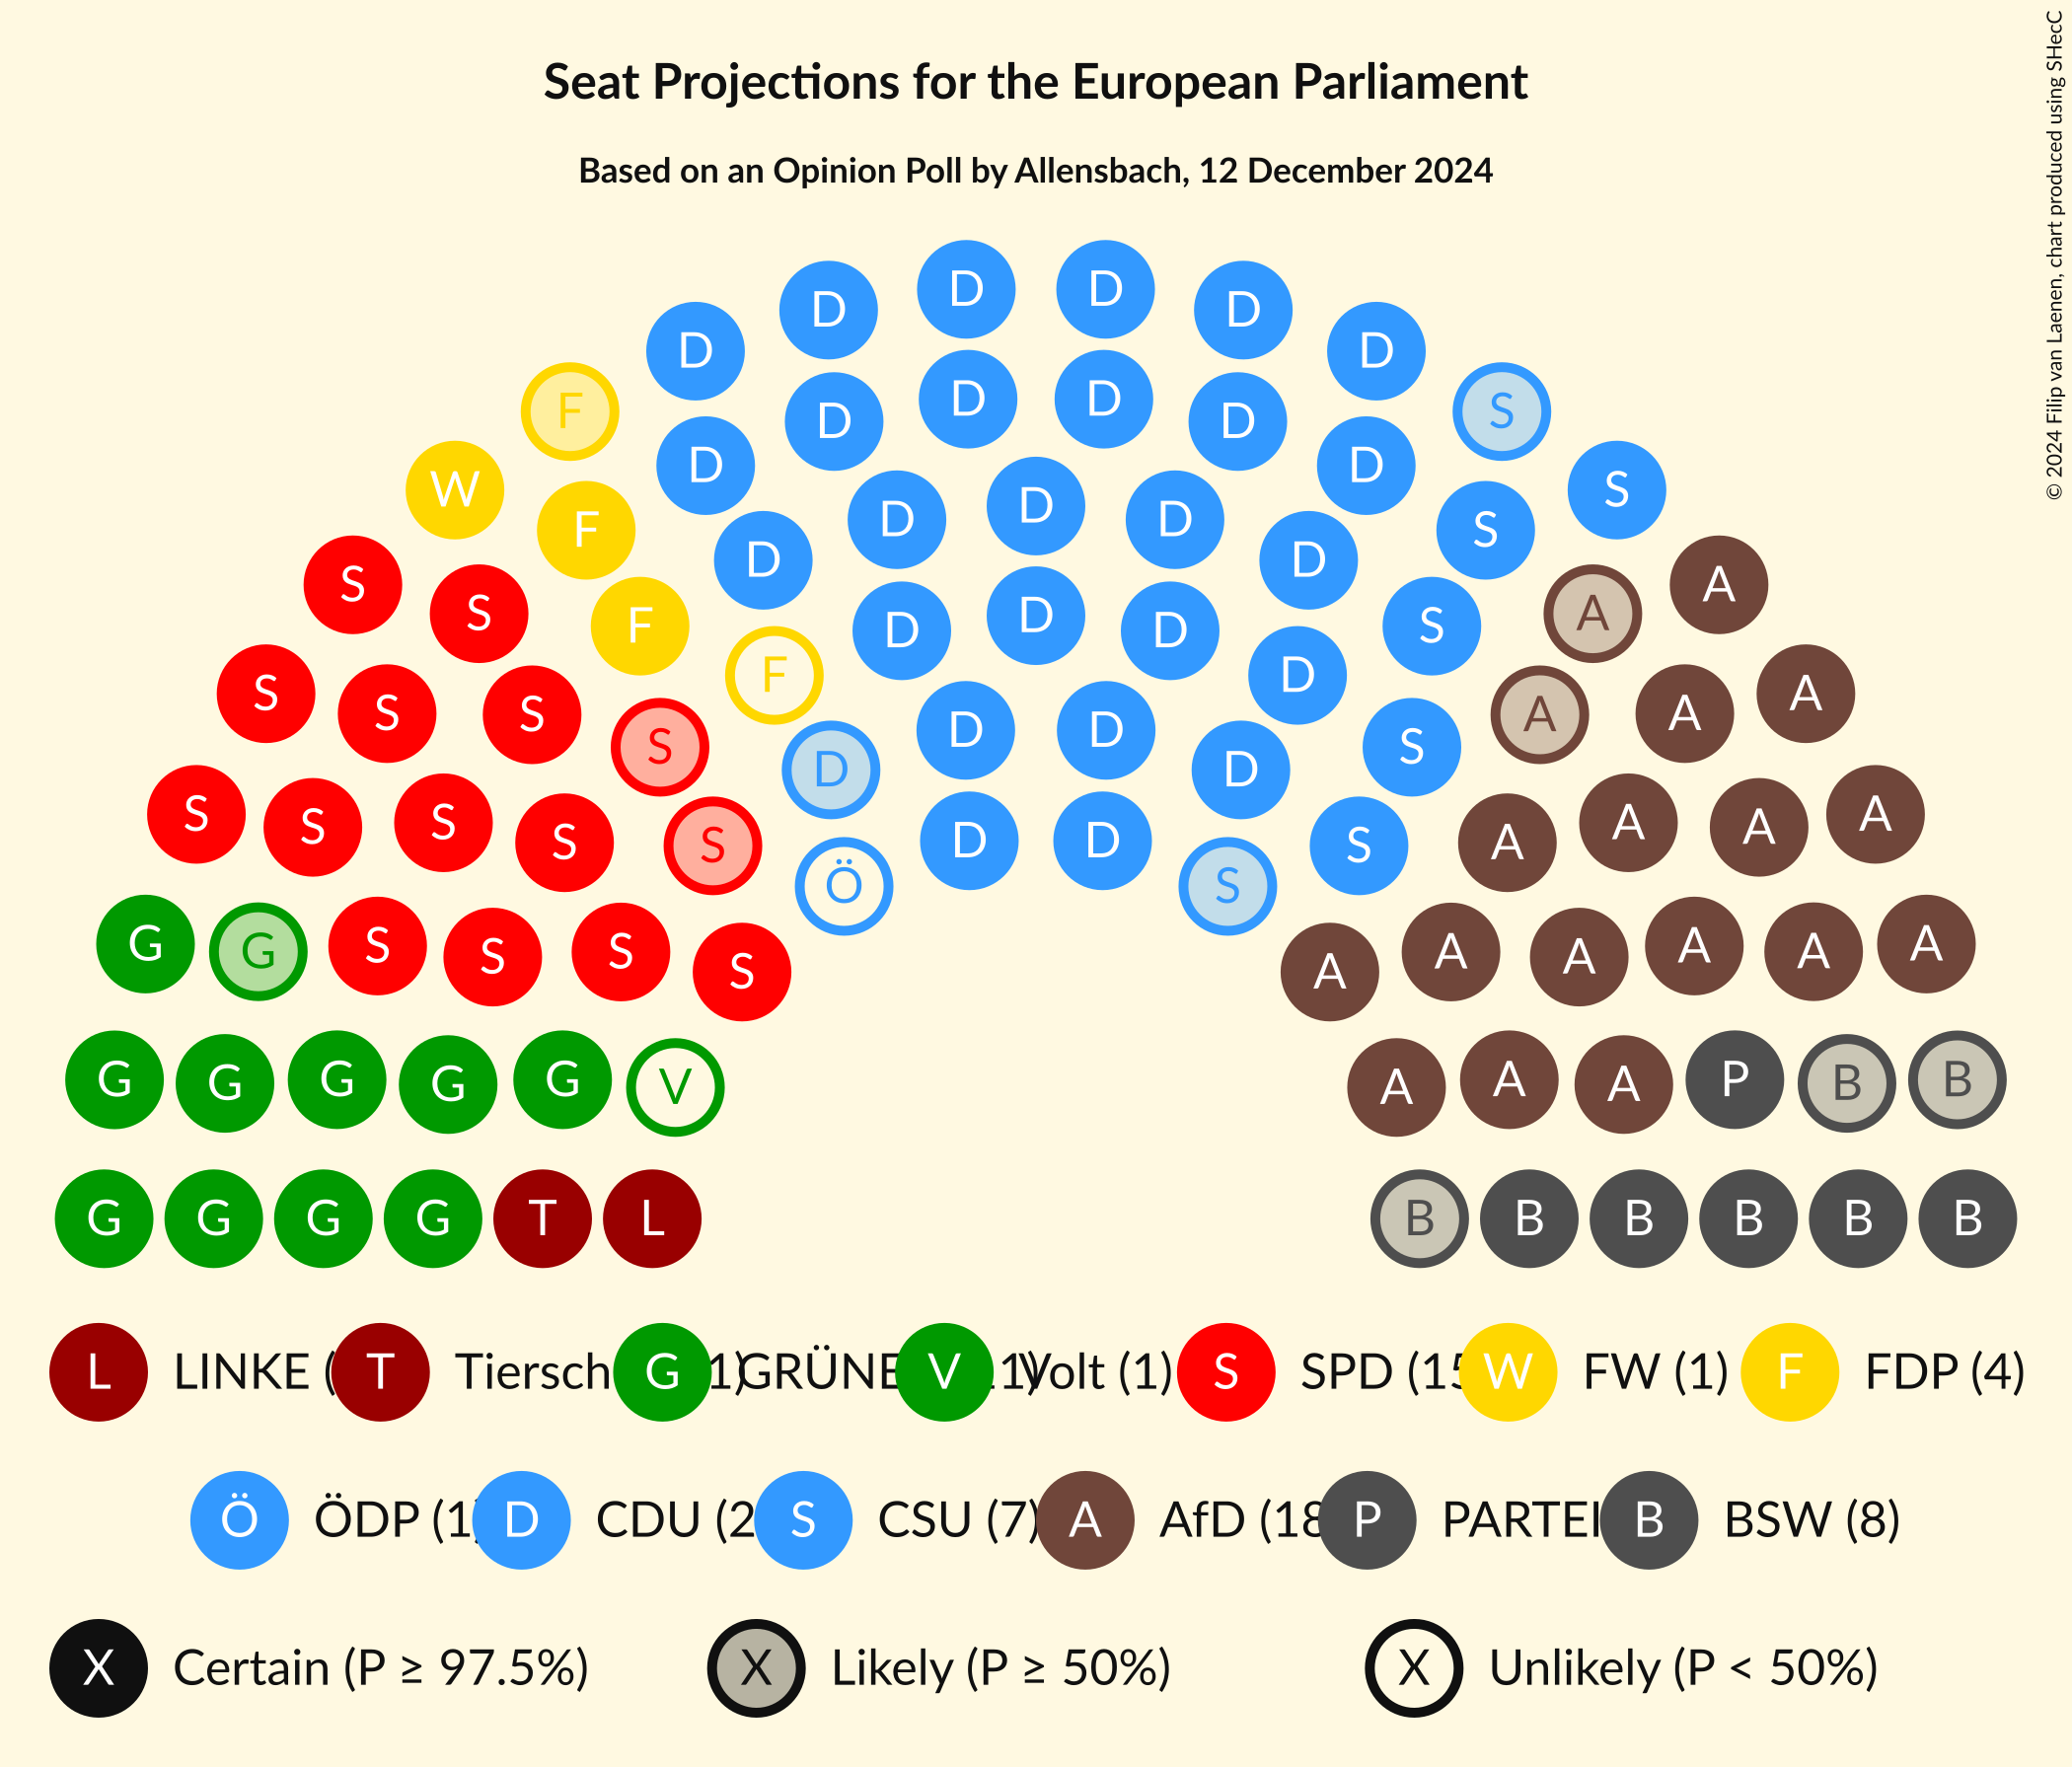 Seat Projections for the European Parliament
Based on an Opinion Poll by Allensbach, 12 December 2024
© 2024 Filip van Laenen, chart produced using SHecC
D D
D D
D D
D D
F D D S
D D
W S
D D D
F S
D D
S A
S D A
F D D S
F D
S A
S S A A
D D
S S
D D
S A
S S A A
S S D D S A
Ö S
G G S S S S A A A A A A
G G G G G V A A A P B B
G G G G T L B B B B B B
L LINKE ( T Tiersch G 1) GRÜNE V 1) Volt (1) S SPD (15 W FW (1) F FDP (4)
Ö ÖDP (1 D CDU (2 S CSU (7) A AfD (18 P PARTEI B BSW (8)
X Certain (P ≥ 97.5%) X Likely (P ≥ 50%) X Unlikely (P < 50%)